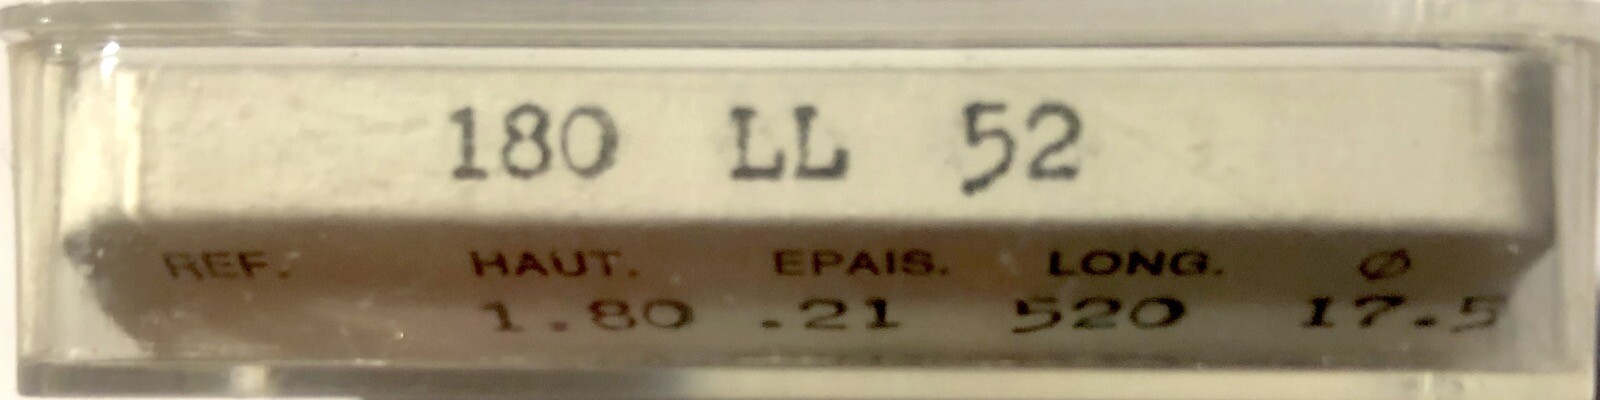 180 LL 52
REF. HAUT. EPAIS. LONG. Ø
1.80 .21 520 17.5